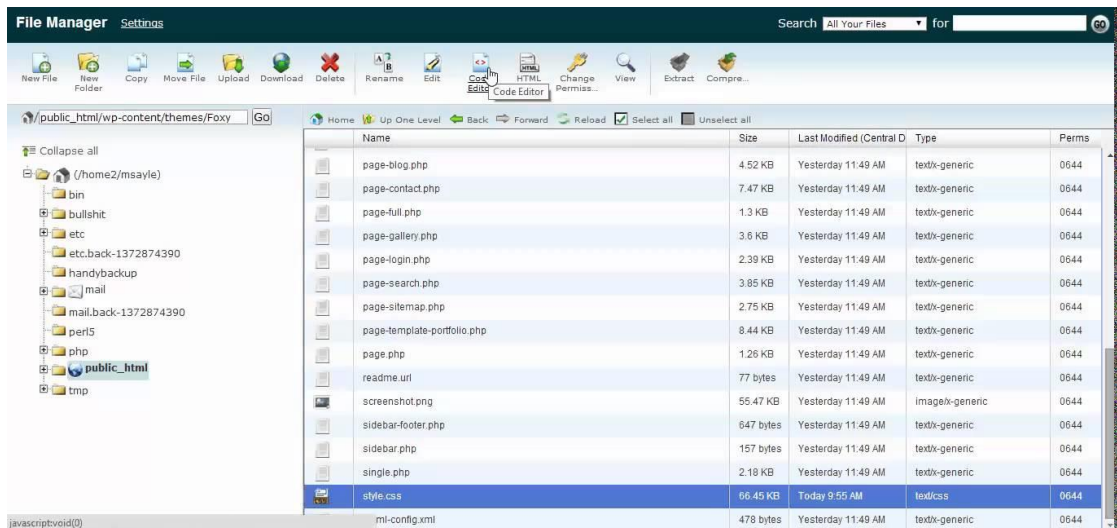 File Manager Settings
Search All Your Files for GO
New File
New Folder
Copy
Move File
Upload
Download
Delete
Rename
Edit
Code Editor
HTML
Change Permiss...
View
Extract
Compre...
Code Editor
/public_html/wp-content/themes/Foxy Go
Home Up One Level Back Forward Reload Select all Unselect all
Collapse all
(/home2/msayle)
bin
bullshit
etc
etc.back-1372874390
handybackup
mail
mail.back-1372874390
perl5
php
public_html
tmp
Name Size Last Modified (Central D Type Perms
page-blog.php 4.52 KB Yesterday 11:49 AM text/x-generic 0644
page-contact.php 7.47 KB Yesterday 11:49 AM text/x-generic 0644
page-full.php 1.3 KB Yesterday 11:49 AM text/x-generic 0644
page-gallery.php 3.6 KB Yesterday 11:49 AM text/x-generic 0644
page-login.php 2.39 KB Yesterday 11:49 AM text/x-generic 0644
page-search.php 3.85 KB Yesterday 11:49 AM text/x-generic 0644
page-sitemap.php 2.75 KB Yesterday 11:49 AM text/x-generic 0644
page-template-portfolio.php 8.44 KB Yesterday 11:49 AM text/x-generic 0644
page.php 1.26 KB Yesterday 11:49 AM text/x-generic 0644
readme.url 77 bytes Yesterday 11:49 AM text/x-generic 0644
screenshot.png 55.47 KB Yesterday 11:49 AM image/x-generic 0644
sidebar-footer.php 647 bytes Yesterday 11:49 AM text/x-generic 0644
sidebar.php 157 bytes Yesterday 11:49 AM text/x-generic 0644
single.php 2.18 KB Yesterday 11:49 AM text/x-generic 0644
style.css 66.45 KB Today 9:55 AM text/css 0644
ml-config.xml 478 bytes Yesterday 11:49 AM text/x-generic 0644
javascript:void(0)